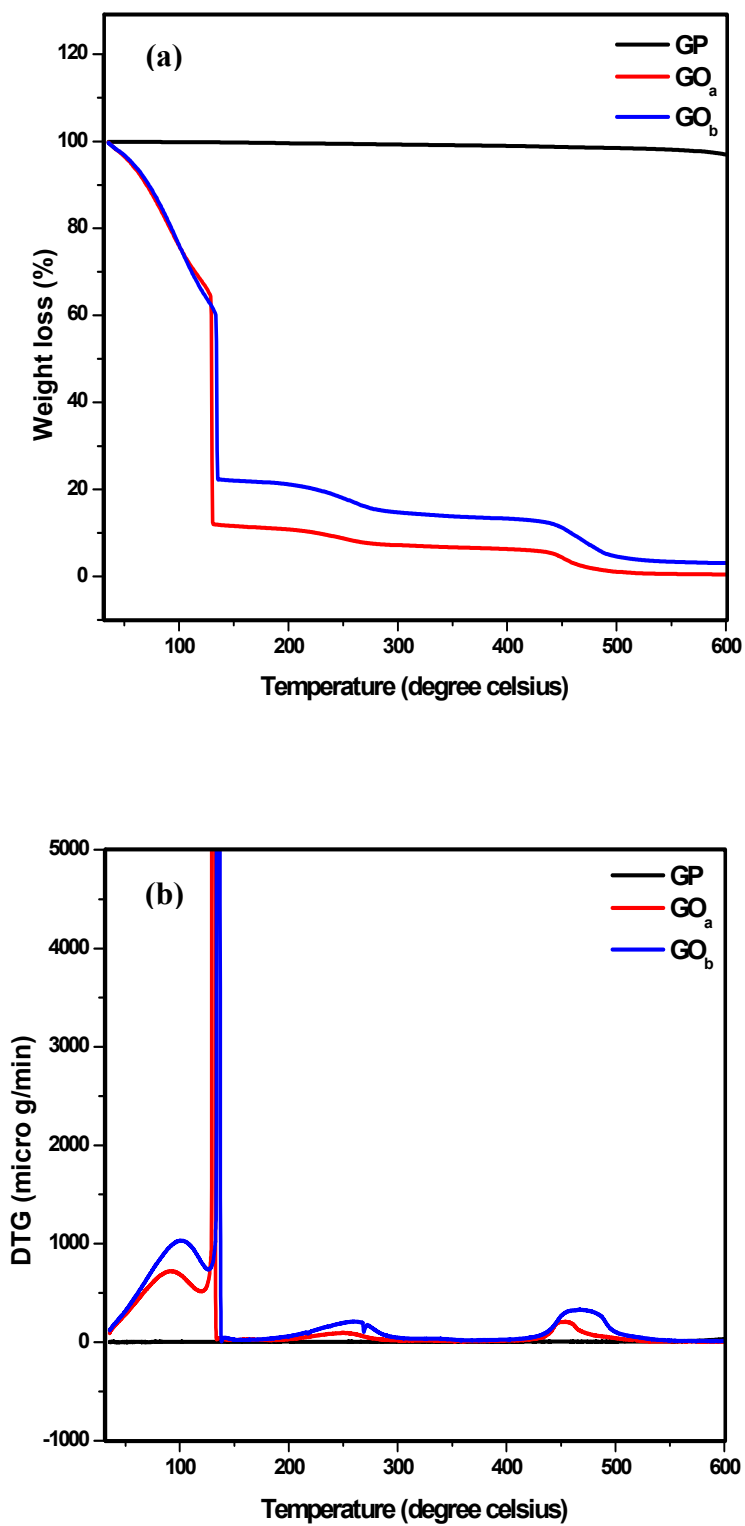 (a)
GP
GOa
GOb
120
100
80
60
40
20
0
Weight loss (%)
100 200 300 400 500 600
Temperature (degree celsius)
(b)
GP
GOa
GOb
5000
4000
3000
2000
1000
0
-1000
DTG (micro g/min)
100 200 300 400 500 600
Temperature (degree celsius)